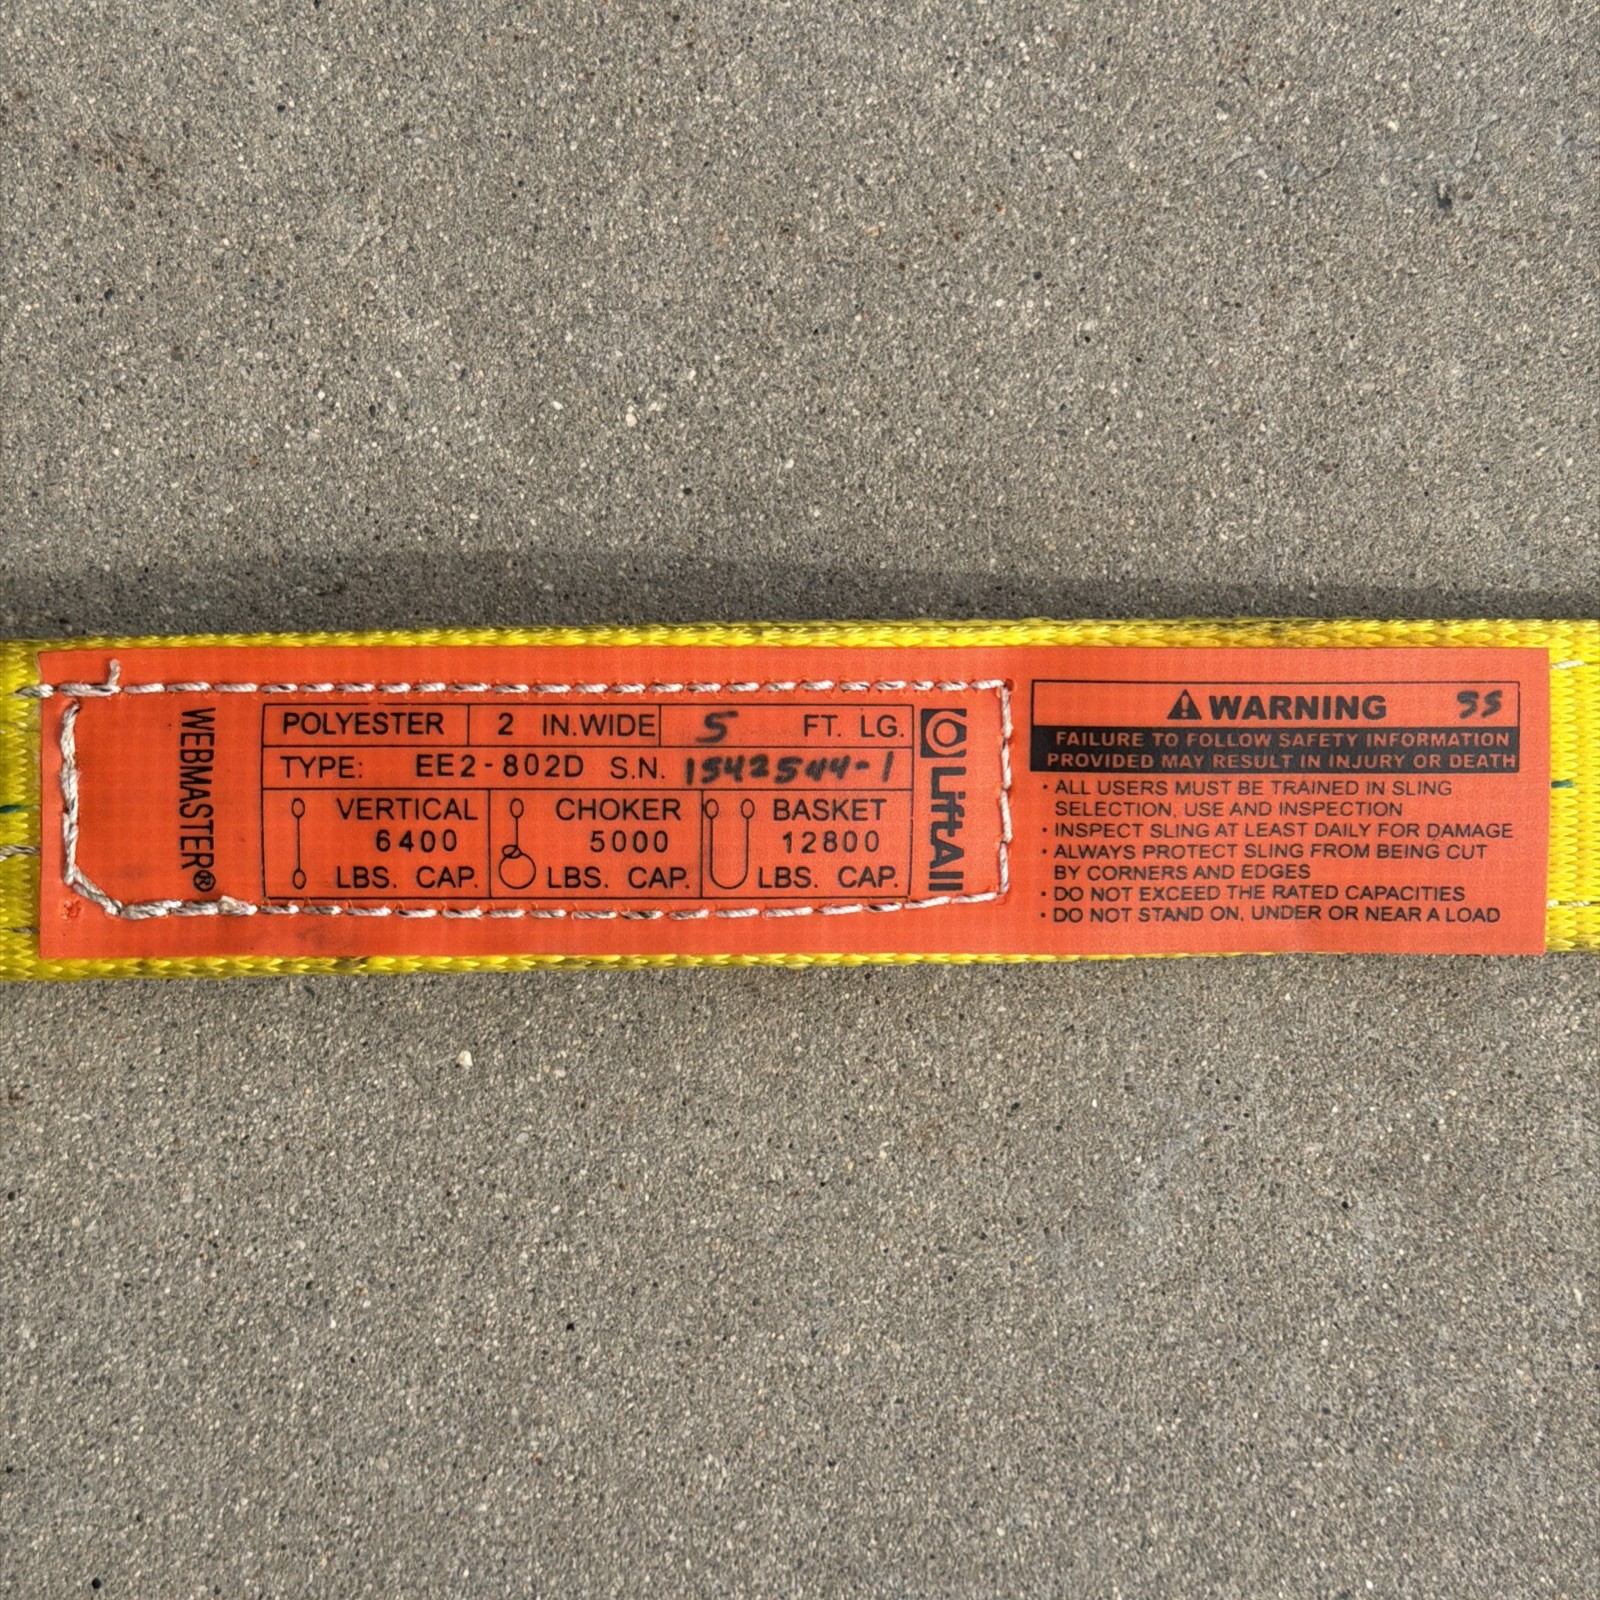 WEBMASTER®
POLYESTER 2 IN.WIDE 5 FT. LG.
TYPE: EE2-802D S.N. 1542544-1
VERTICAL CHOKER BASKET
6400 5000 12800
LBS. CAP. LBS. CAP. LBS. CAP.
LiftAll
WARNING SS
FAILURE TO FOLLOW SAFETY INFORMATION
PROVIDED MAY RESULT IN INJURY OR DEATH
· ALL USERS MUST BE TRAINED IN SLING
SELECTION, USE AND INSPECTION
· INSPECT SLING AT LEAST DAILY FOR DAMAGE
· ALWAYS PROTECT SLING FROM BEING CUT
BY CORNERS AND EDGES
· DO NOT EXCEED THE RATED CAPACITIES
· DO NOT STAND ON, UNDER OR NEAR A LOAD